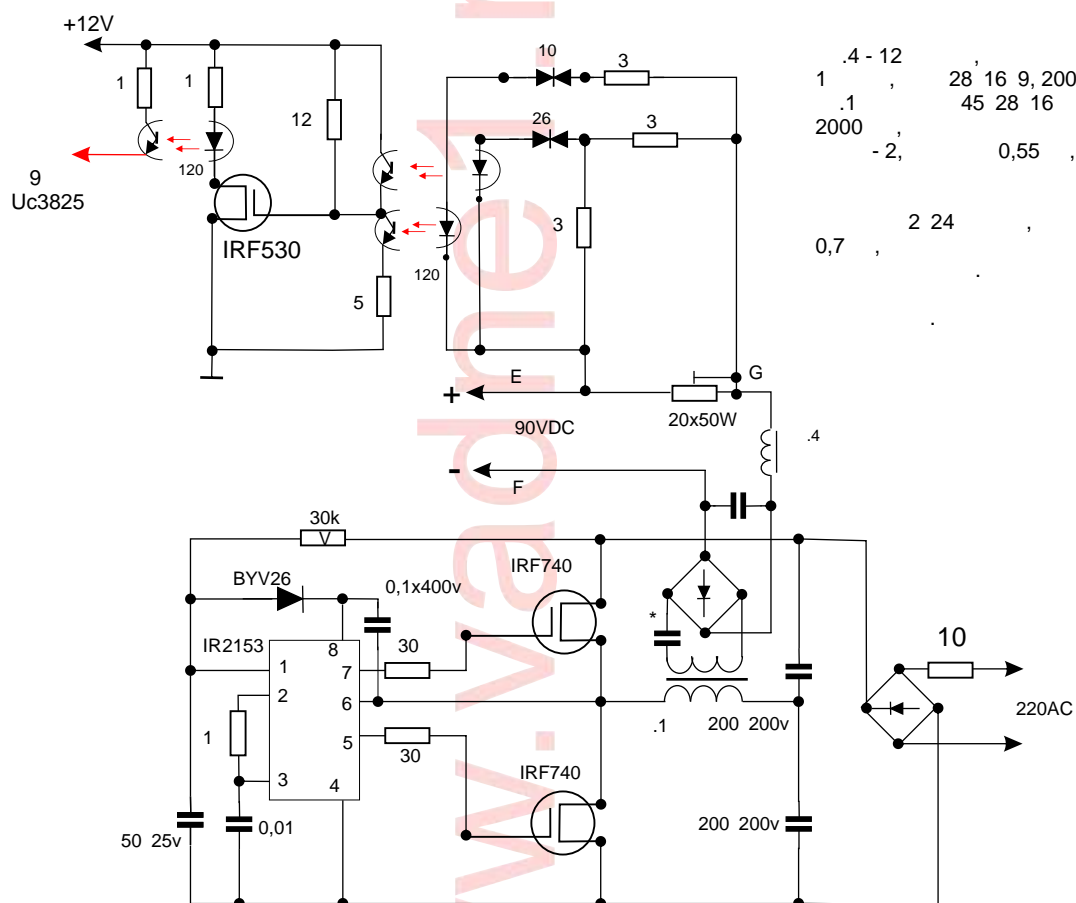 +12V
10
3
.4 - 12 ,
1 , 28 16 9, 200
.1 45 28 16
2000 ,
- 2, 0,55 ,
2 24 ,
0,7 ,
.
.
1
1
12
26
3
120
9
Uc3825
IRF530
3
120
5
E
G
+
90VDC
20x50W
.4
-
F
30k
V
IRF740
BYV26
0,1x400v
*
IR2153
8
30
10
1
7
2
6
220AC
.1
200 200v
1
5
30
3
4
IRF740
50 25v
0,01
200 200v
www.vadne1.